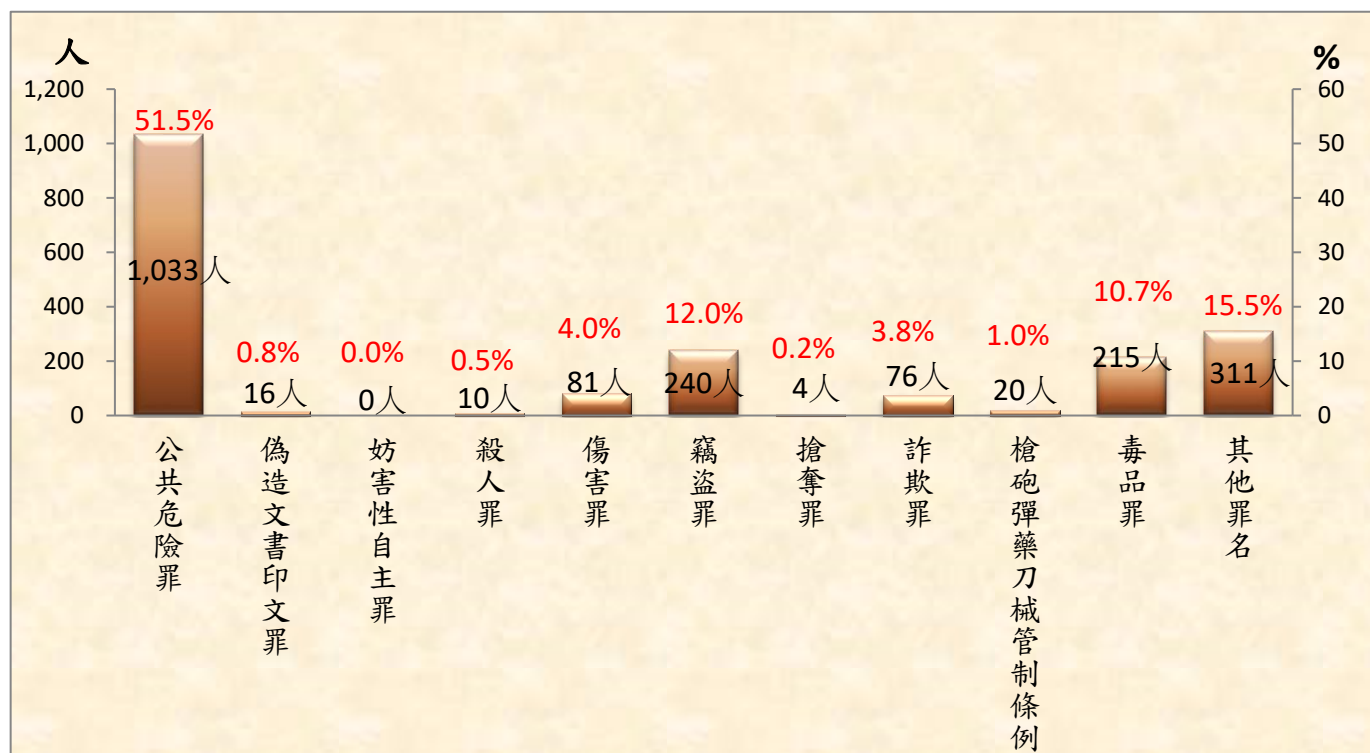 人
%
1,200
1,000
800
600
400
200
0
60
50
40
30
20
10
0
51.5%
0.8%
0.0%
0.5%
4.0%
12.0%
0.2%
3.8%
1.0%
10.7%
15.5%
1,033人
16人
0人
10人
81人
240人
4人
76人
20人
215人
311人
公共危險罪
偽造文書印文罪
妨害性自主罪
殺人罪
傷害罪
竊盜罪
搶奪罪
詐欺罪
槍砲彈藥刀械管制條例
毒品罪
其他罪名